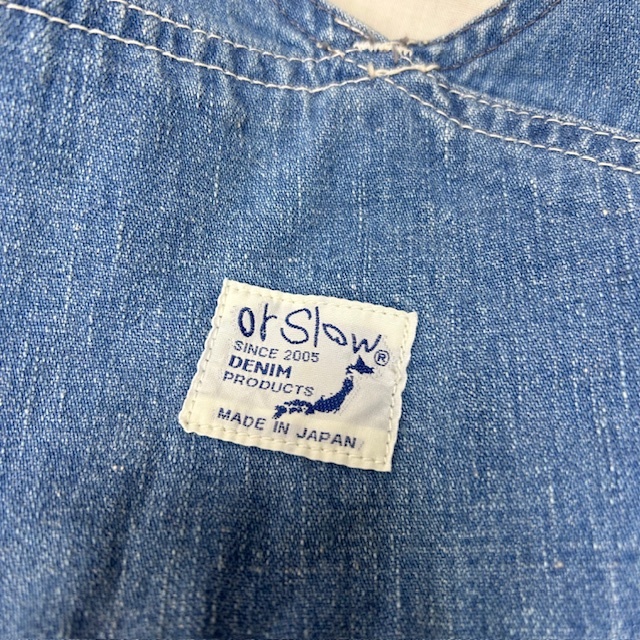 orSlow®
SINCE 2005
DENIM
PRODUCTS
MADE IN JAPAN